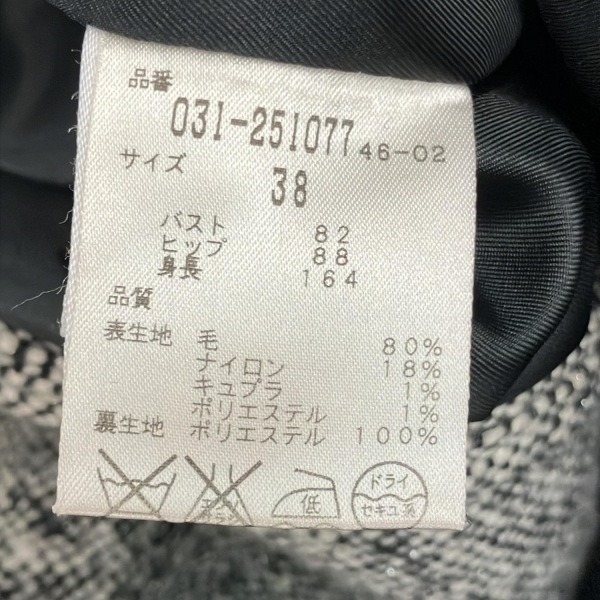 品番
031-251077 46-02
サイズ
38
バスト 82
ヒップ 88
身長 164
品質
表生地 毛 80%
ナイロン 18%
キュプラ 1%
ポリエステル 1%
裏生地 ポリエステル 100%
低
ドライ
セキユ系